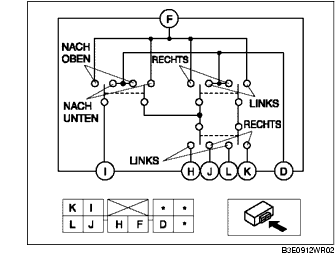 F
NACH
OBEN
RECHTS
NACH
UNTEN
LINKS
RECHTS
LINKS
I
H
J
L
K
D
K I * *
L J H F D *
B3E0912WR02